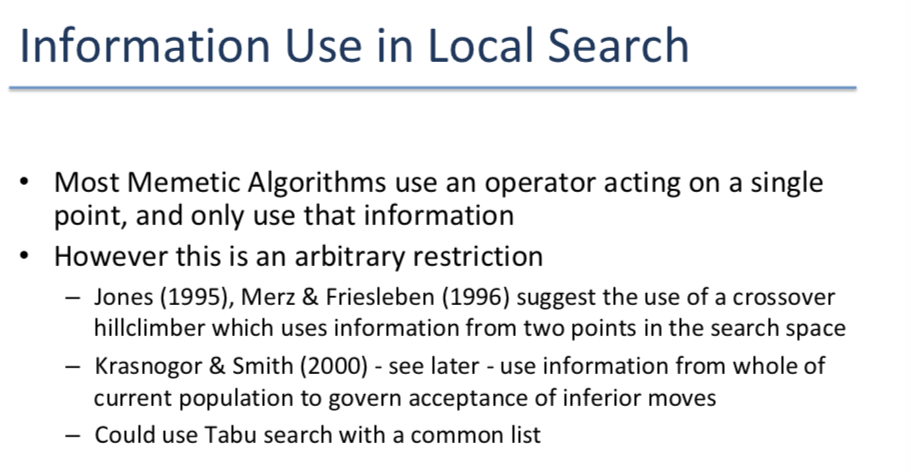 Information Use in Local Search
• Most Memetic Algorithms use an operator acting on a single
point, and only use that information
• However this is an arbitrary restriction
– Jones (1995), Merz & Friesleben (1996) suggest the use of a crossover
hillclimber which uses information from two points in the search space
– Krasnogor & Smith (2000) - see later - use information from whole of
current population to govern acceptance of inferior moves
– Could use Tabu search with a common list